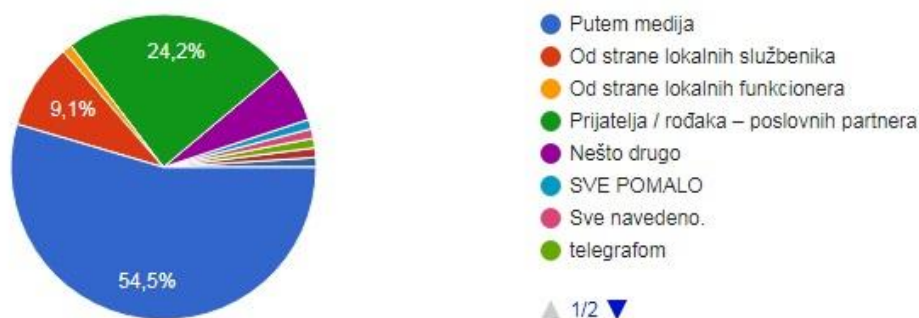 24,2%
9,1%
54,5%
Putem medija
Od strane lokalnih službenika
Od strane lokalnih funkcionera
Prijatelja / rođaka – poslovnih partnera
Nešto drugo
SVE POMALO
Sve navedeno.
telegrafom
1/2